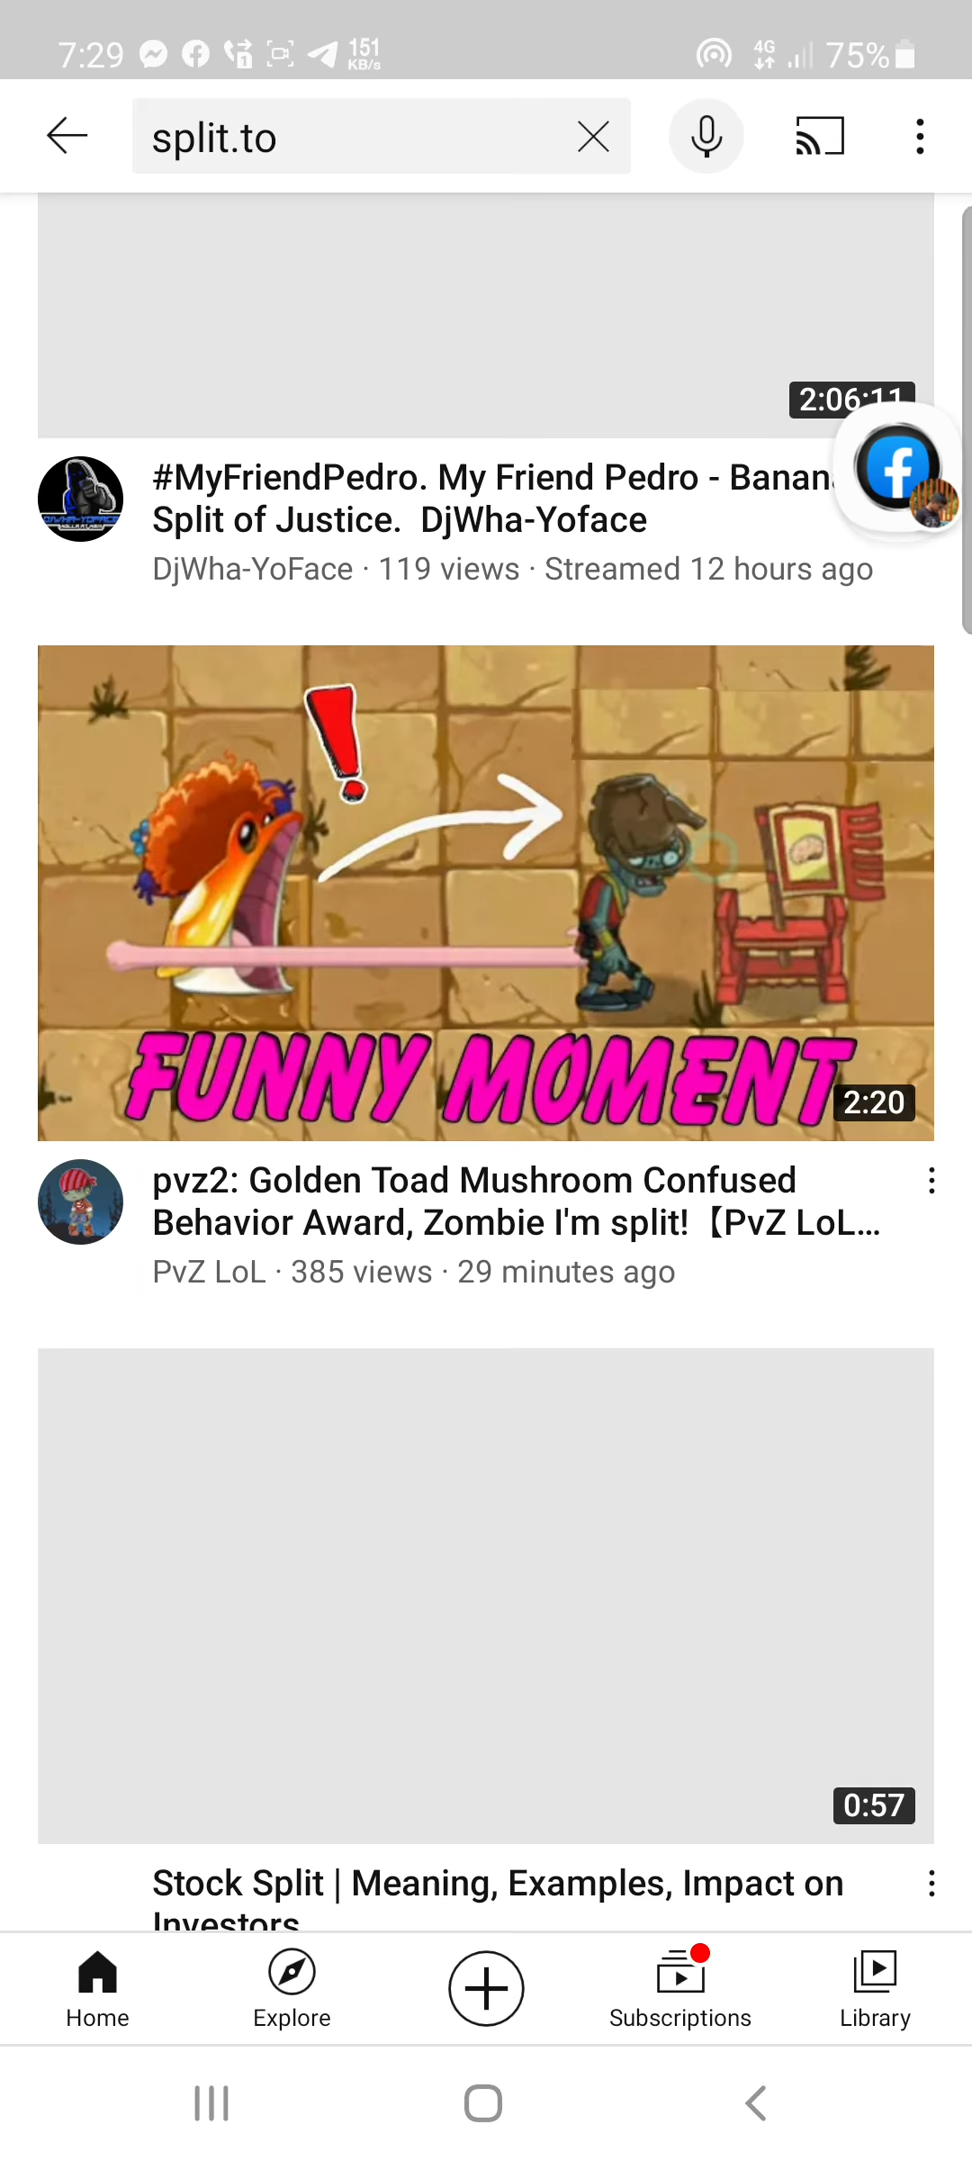 7:29 151 KB/s 4G 75%
split.to
2:06:11
#MyFriendPedro. My Friend Pedro - Banana
Split of Justice. DjWha-Yoface
DjWha-YoFace · 119 views · Streamed 12 hours ago
FUNNY MOMENT
2:20
pvz2: Golden Toad Mushroom Confused
Behavior Award, Zombie I'm split!【PvZ LoL...
PvZ LoL · 385 views · 29 minutes ago
0:57
Stock Split | Meaning, Examples, Impact on
Investors
Home Explore Subscriptions Library